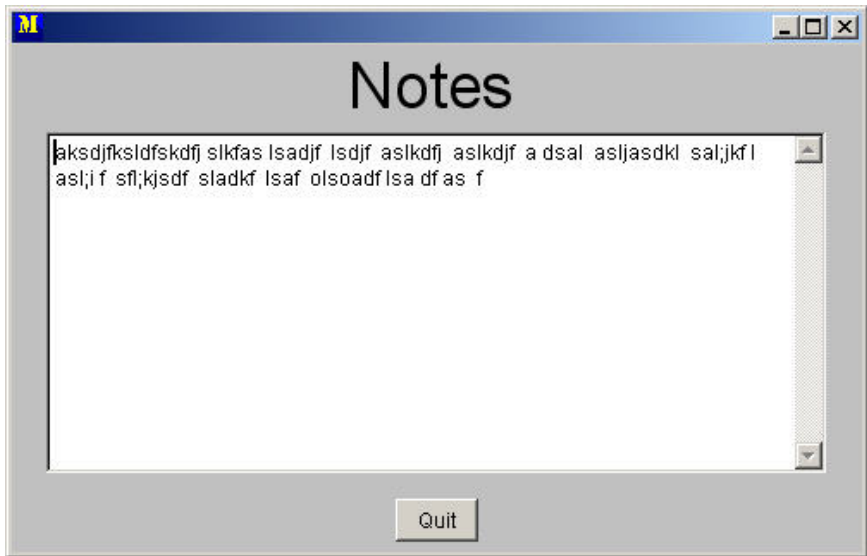 M
Notes
aksdjfksldfskdfj slkfas lsadjf lsdjf aslkdfj aslkdjf a dsal asljasdkl sal;jkf l
asl;i f sfl;kjsdf sladkf lsaf olsoadf lsa df as f
Quit